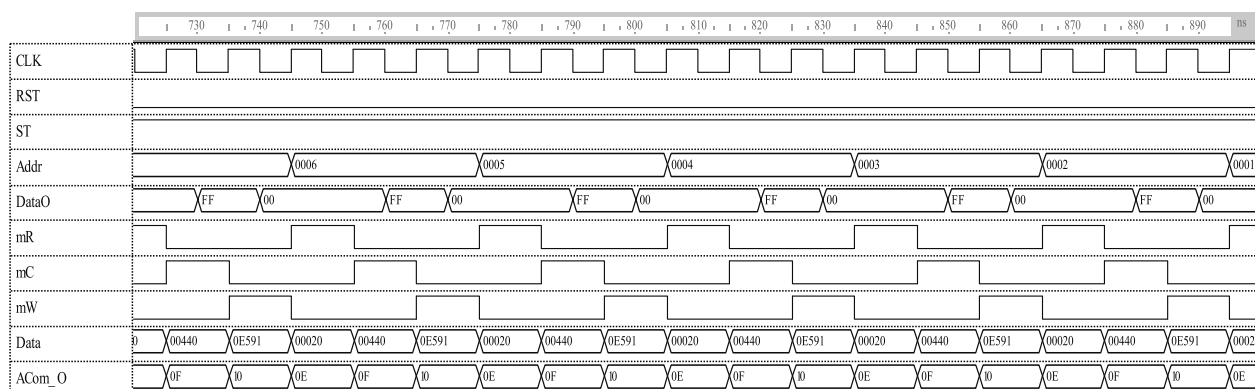 730 740 750 760 770 780 790 800 810 820 830 840 850 860 870 880 890 ns
CLK
RST
ST
Addr 0006 0005 0004 0003 0002 0001
DataO FF 00 FF 00 FF 00 FF 00 FF 00 FF 00
mR
mC
mW
Data 0 00440 0E591 00020 00440 0E591 00020 00440 0E591 00020 00440 0E591 00020 00440 0E591 00020 00440 0E591 0002
ACom_O 0F 10 0E 0F 10 0E 0F 10 0E 0F 10 0E 0F 10 0E 0F 10 0E